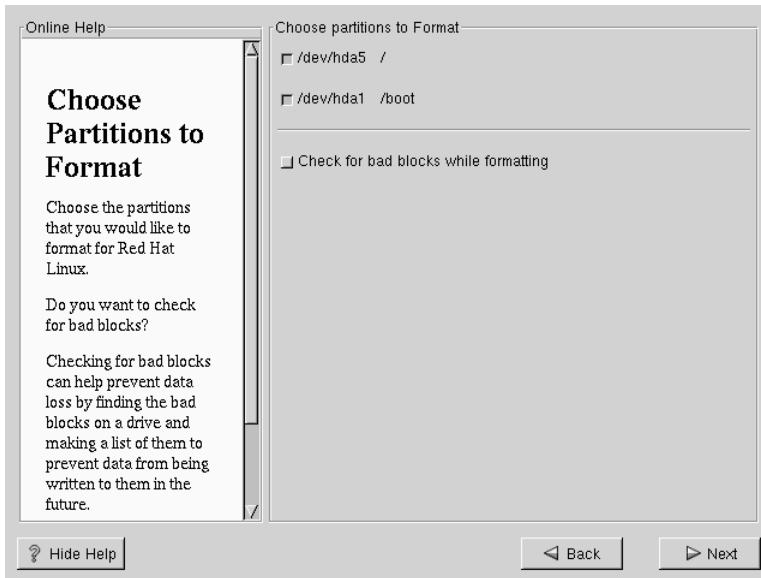 Online Help
Choose
Partitions to
Format
Choose the partitions
that you would like to
format for Red Hat
Linux.
Do you want to check
for bad blocks?
Checking for bad blocks
can help prevent data
loss by finding the bad
blocks on a drive and
making a list of them to
prevent data from being
written to them in the
future.
Choose partitions to Format
/dev/hda5 /
/dev/hda1 /boot
Check for bad blocks while formatting
Hide Help
Back
Next